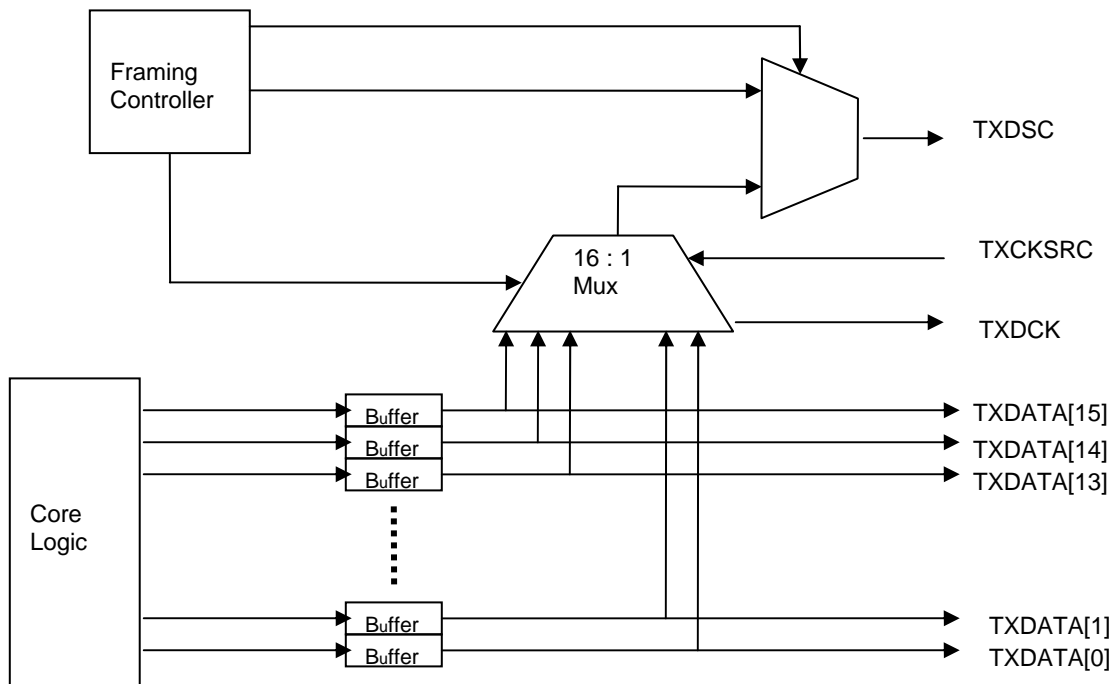 Framing
Controller
TXDSC
TXCKSRC
16 : 1
Mux
TXDCK
Core
Logic
Buffer
Buffer
Buffer
Buffer
Buffer
TXDATA[15]
TXDATA[14]
TXDATA[13]
TXDATA[1]
TXDATA[0]